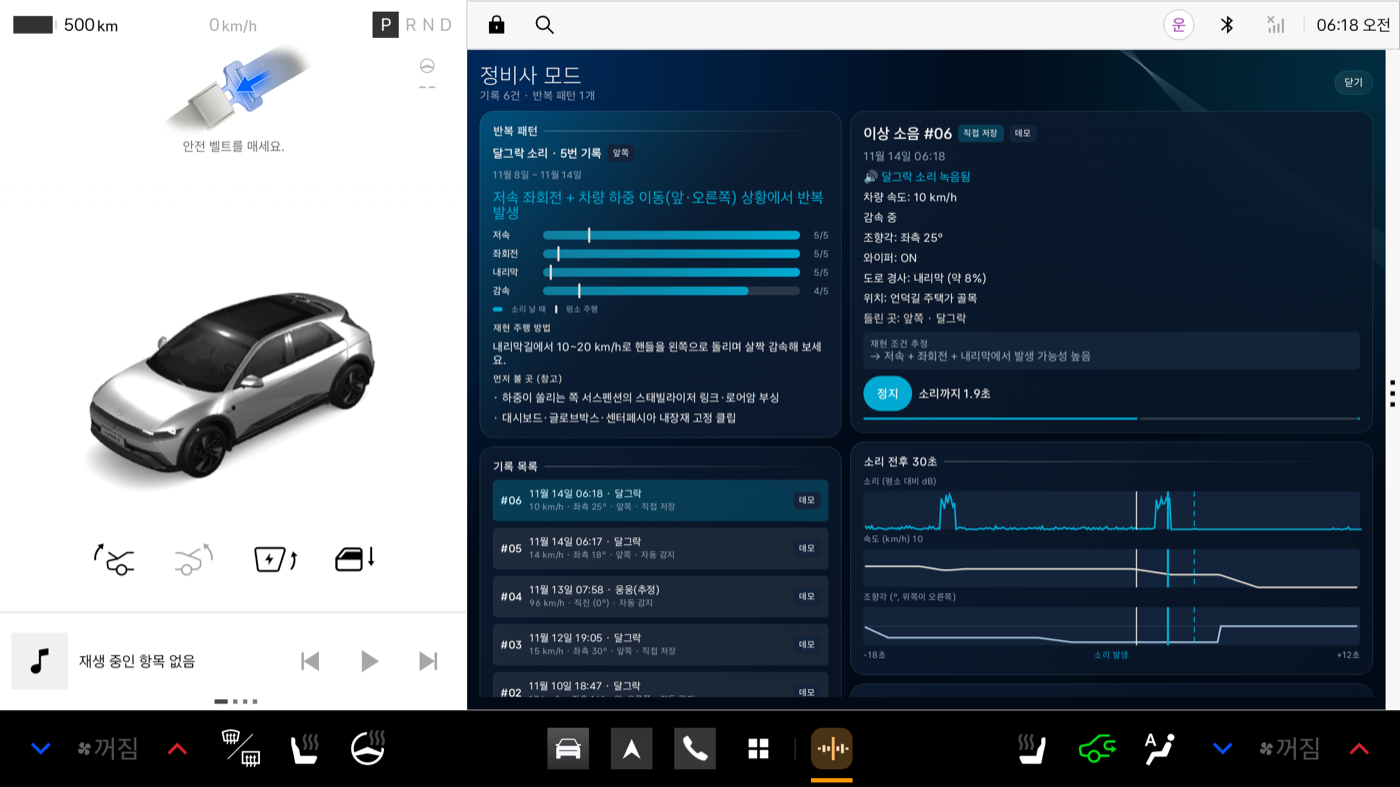 500km
0km/h
P R N D
안전 벨트를 매세요.
재생 중인 항목 없음
운
06:18 오전
정비사 모드
기록 6건 · 반복 패턴 1개
닫기
반복 패턴
달그락 소리 · 5번 기록 앞쪽
11월 8일 ~ 11월 14일
저속 좌회전 + 차량 하중 이동(앞·오른쪽) 상황에서 반복
발생
저속 5/5
좌회전 5/5
내리막 5/5
감속 4/5
소리 날 때 평소 주행
재현 주행 방법
내리막길에서 10~20 km/h로 핸들을 왼쪽으로 돌리며 살짝 감속해 보세
요.
먼저 볼 곳 (참고)
· 하중이 쏠리는 쪽 서스펜션의 스태빌라이저 링크·로어암 부싱
· 대시보드·글로브박스·센터페시아 내장재 고정 클립
기록 목록
#06 11월 14일 06:18 · 달그락 데모
10 km/h · 좌측 25° · 앞쪽 · 직접 저장
#05 11월 14일 06:17 · 달그락 데모
14 km/h · 좌측 18° · 앞쪽 · 자동 감지
#04 11월 13일 07:58 · 웅웅(추정) 데모
96 km/h · 직진 (0°) · 자동 감지
#03 11월 12일 19:05 · 달그락 데모
15 km/h · 좌측 30° · 앞쪽 · 직접 저장
#02 11월 10일 18:47 · 달그락 데모
이상 소음 #06 직접 저장 데모
11월 14일 06:18
달그락 소리 녹음됨
차량 속도: 10 km/h
감속 중
조향각: 좌측 25°
와이퍼: ON
도로 경사: 내리막 (약 8%)
위치: 언덕길 주택가 골목
들린 곳: 앞쪽 · 달그락
재현 조건 추정
→ 저속 + 좌회전 + 내리막에서 발생 가능성 높음
정지 소리까지 1.9초
소리 전후 30초
소리 (평소 대비 dB)
속도 (km/h) 10
조향각 (°, 위쪽이 오른쪽)
-18초 소리 발생 +12초
꺼짐
A
꺼짐